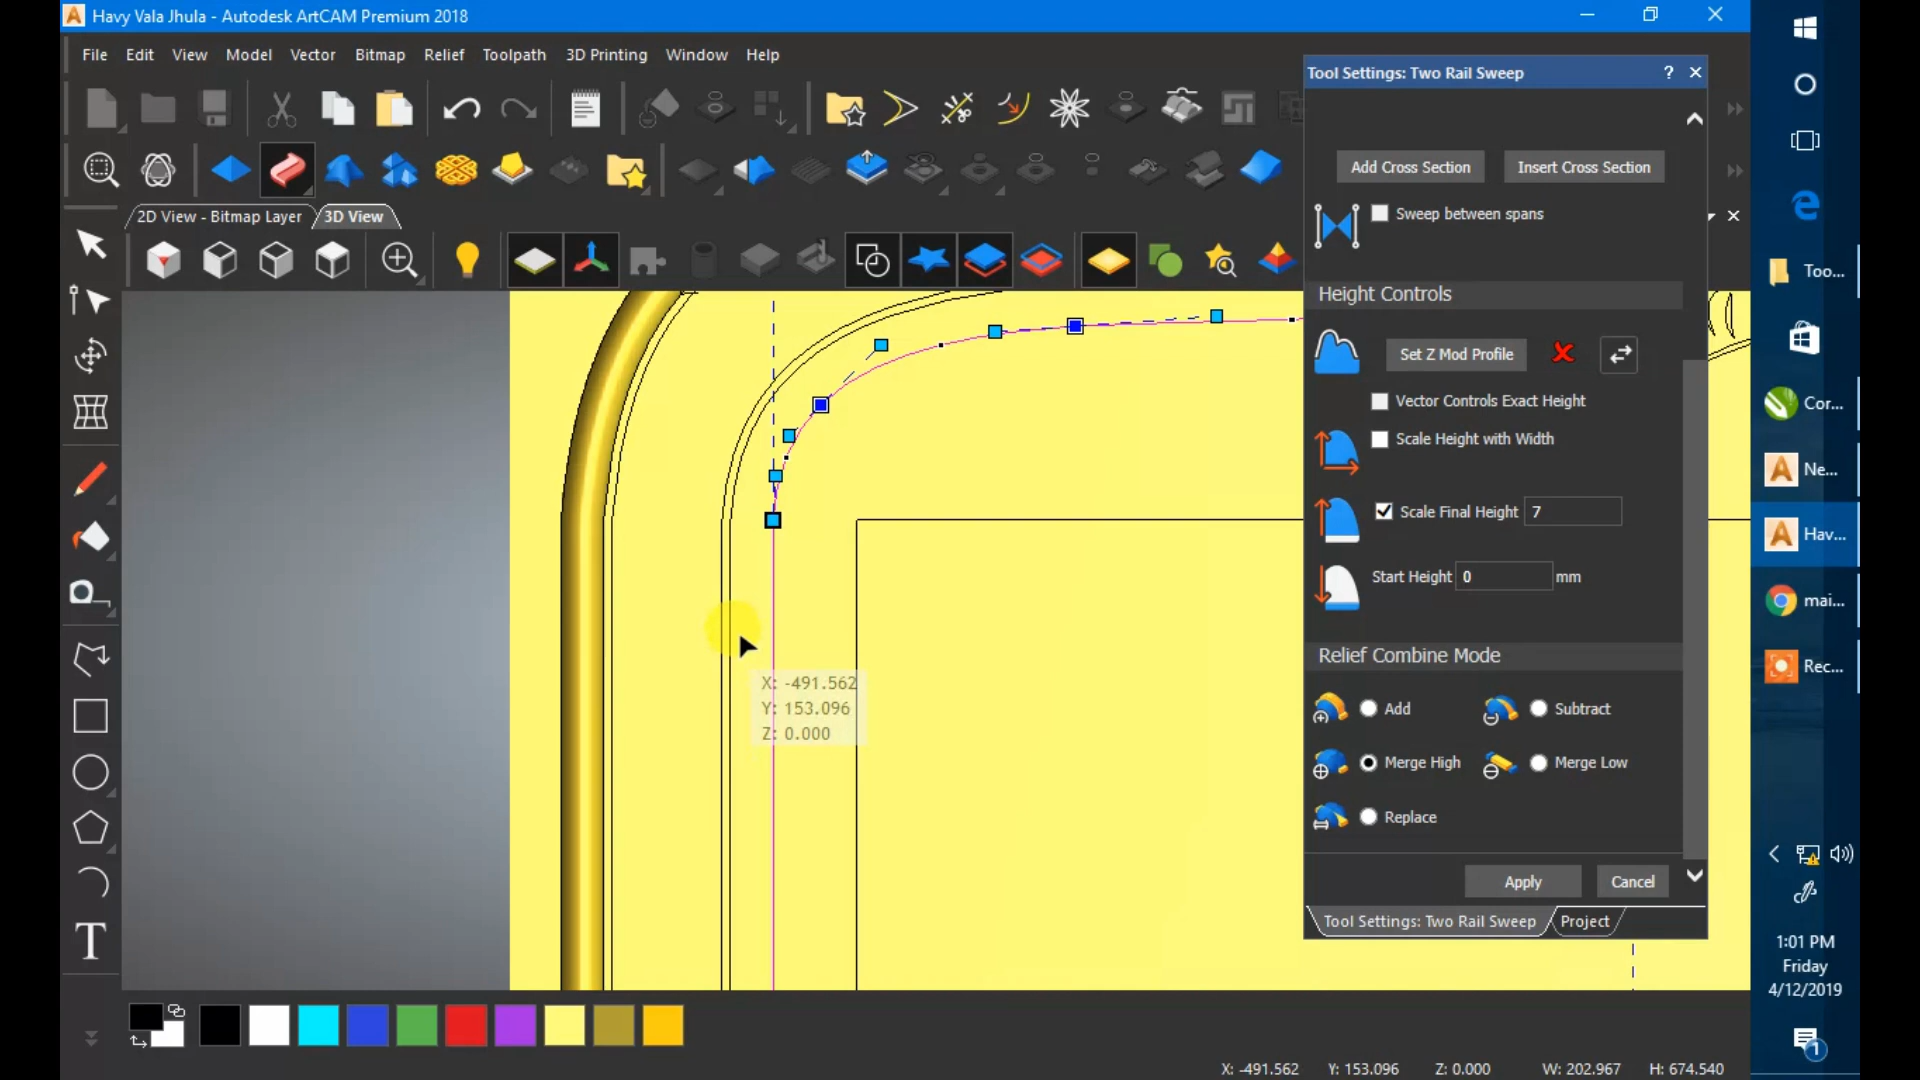 Havy Vala Jhula - Autodesk ArtCAM Premium 2018
File Edit View Model Vector Bitmap Relief Toolpath 3D Printing Window Help
Tool Settings: Two Rail Sweep
?
Add Cross Section
Insert Cross Section
Sweep between spans
2D View - Bitmap Layer
3D View
Height Controls
Set Z Mod Profile
Vector Controls Exact Height
Scale Height with Width
Scale Final Height 7
Start Height 0 mm
Relief Combine Mode
Add
Subtract
Merge High
Merge Low
Replace
Apply
Cancel
Tool Settings: Two Rail Sweep
Project
X: -491.562
Y: 153.096
Z: 0.000
T
X: -491.562 Y: 153.096 Z: 0.000 W: 202.967 H: 674.540
Too...
Cor...
Ne...
Hav...
mai...
Rec...
1:01 PM
Friday
4/12/2019
1